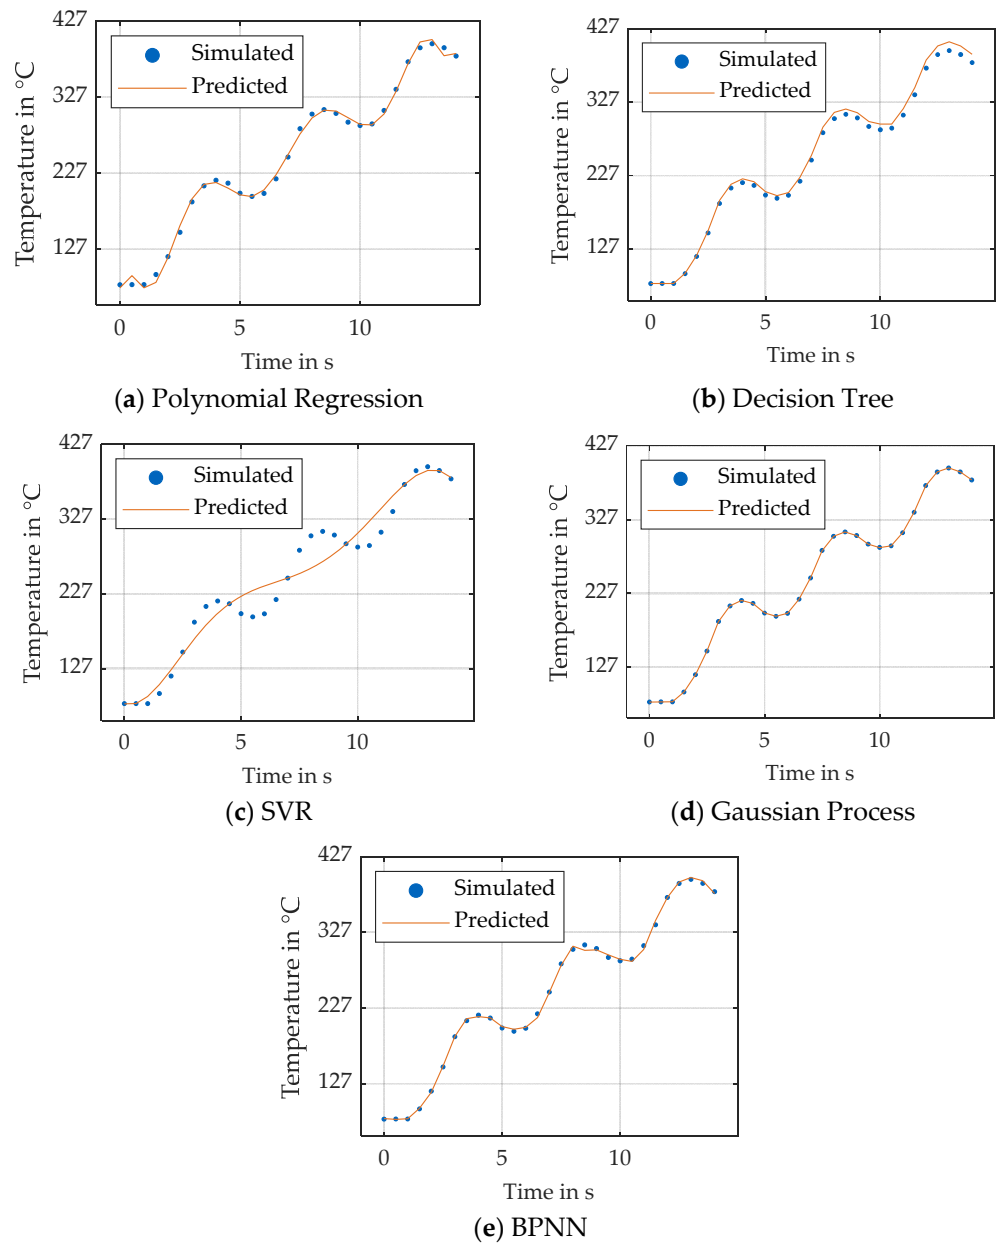 427
327
227
127
Temperature in °C
Simulated
Predicted
0 5 10
Time in s
(a) Polynomial Regression
427
327
227
127
Temperature in °C
Simulated
Predicted
0 5 10
Time in s
(b) Decision Tree
427
327
227
127
Temperature in °C
Simulated
Predicted
0 5 10
Time in s
(c) SVR
427
327
227
127
Temperature in °C
Simulated
Predicted
0 5 10
Time in s
(d) Gaussian Process
427
327
227
127
Temperature in °C
Simulated
Predicted
0 5 10
Time in s
(e) BPNN